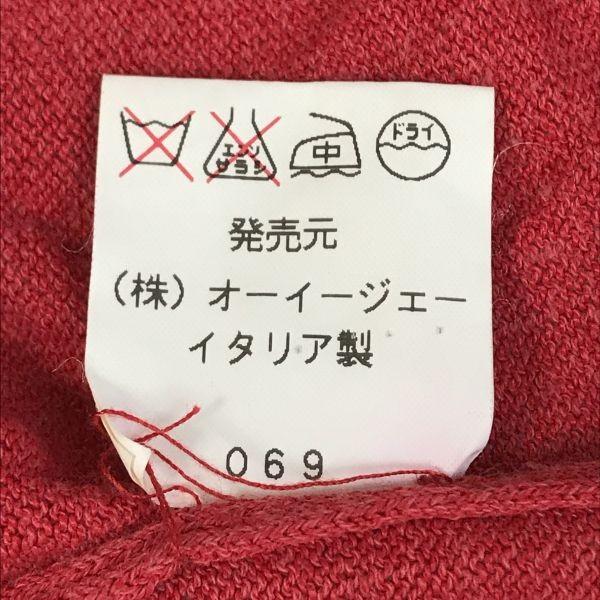 エンソ
サラシ
中
ドライ
発売元
（株）オーイージェー
イタリア製
069